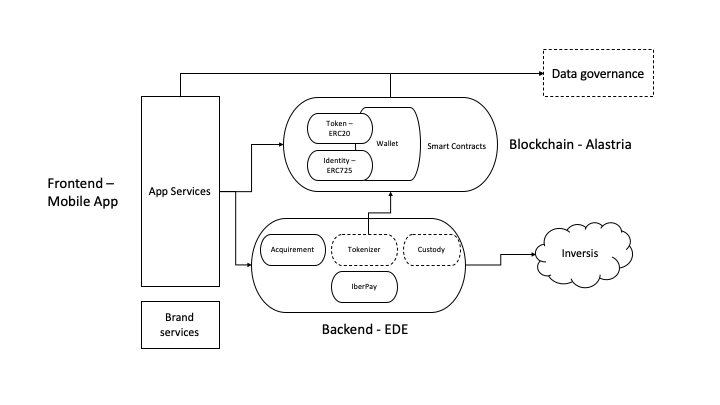 Data governance
Token –
ERC20
Wallet
Identity –
ERC725
Smart Contracts
Blockchain - Alastria
Frontend –
Mobile App
App Services
Acquirement
Tokenizer
Custody
IberPay
Inversis
Brand
services
Backend - EDE